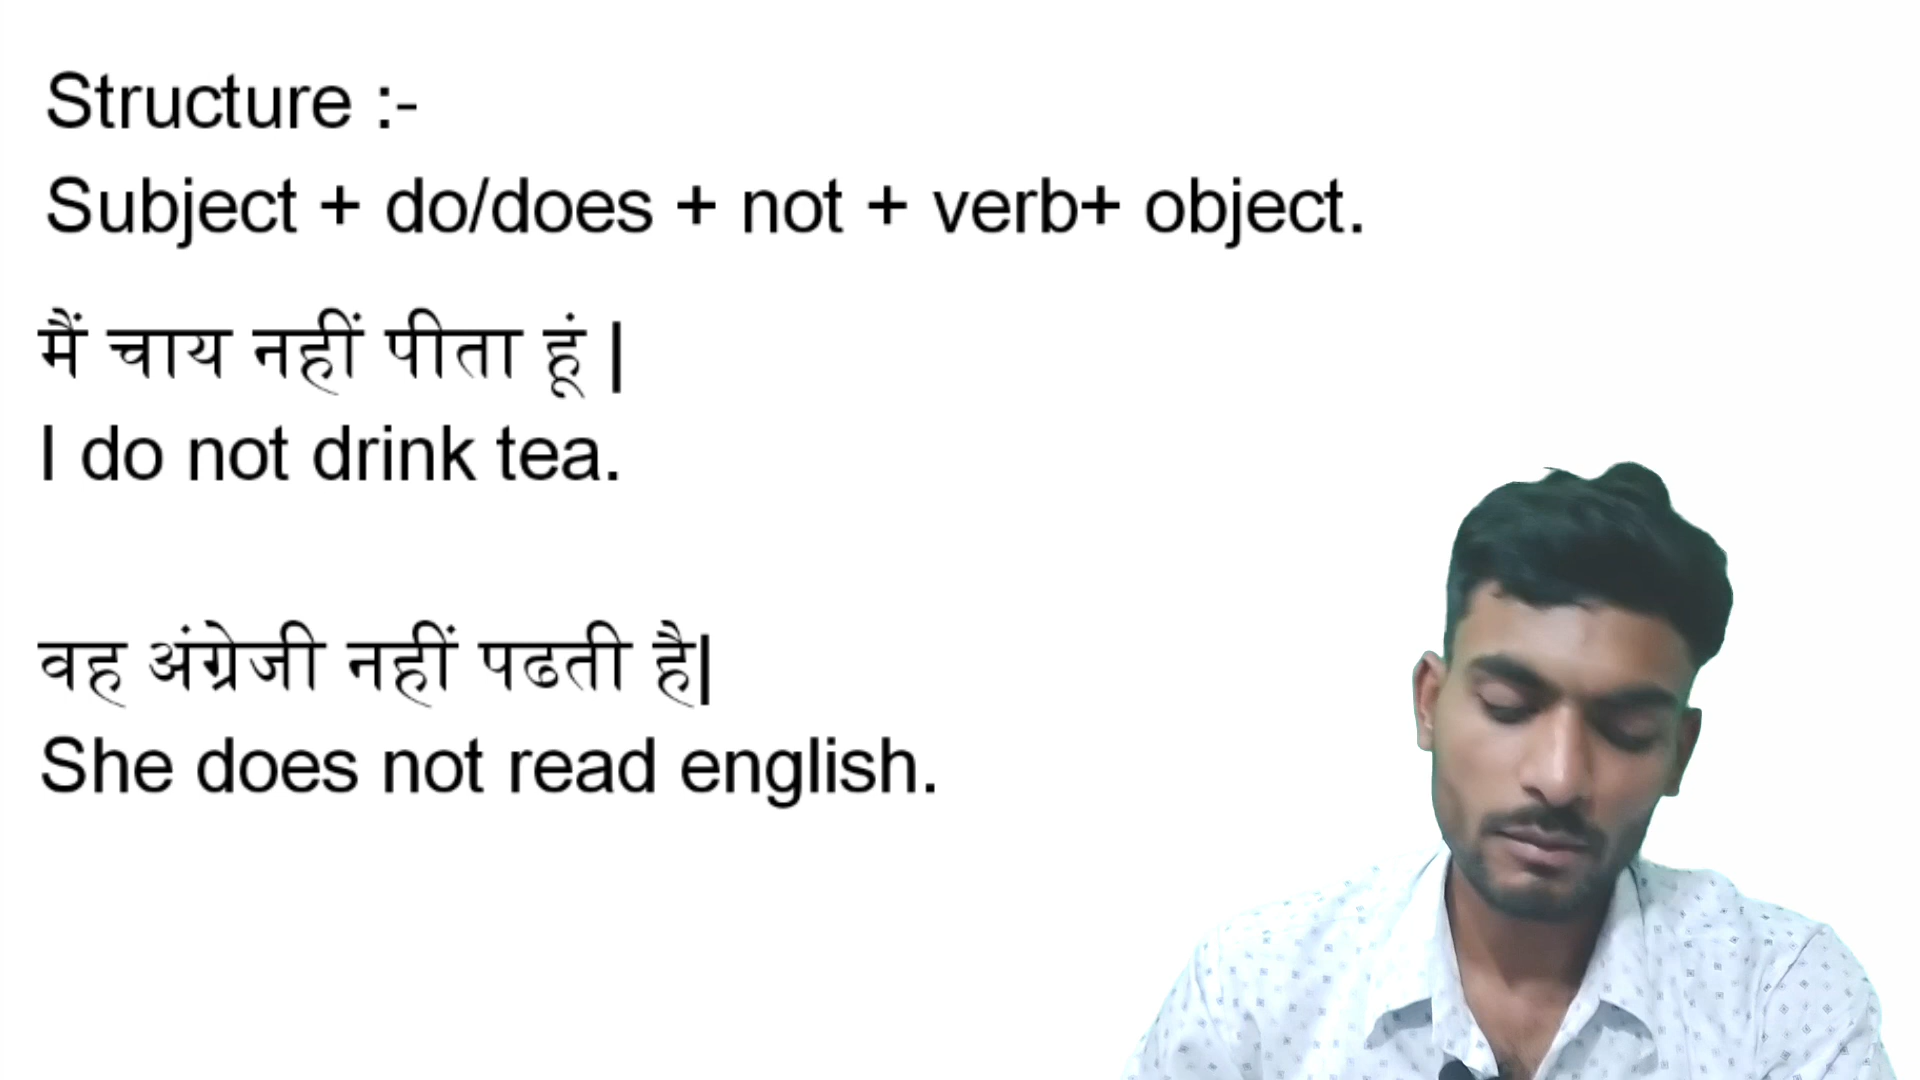 Structure :-
Subject + do/does + not + verb+ object.
मैं चाय नहीं पीता हूं |
I do not drink tea.
वह अंग्रेजी नहीं पढती है|
She does not read english.